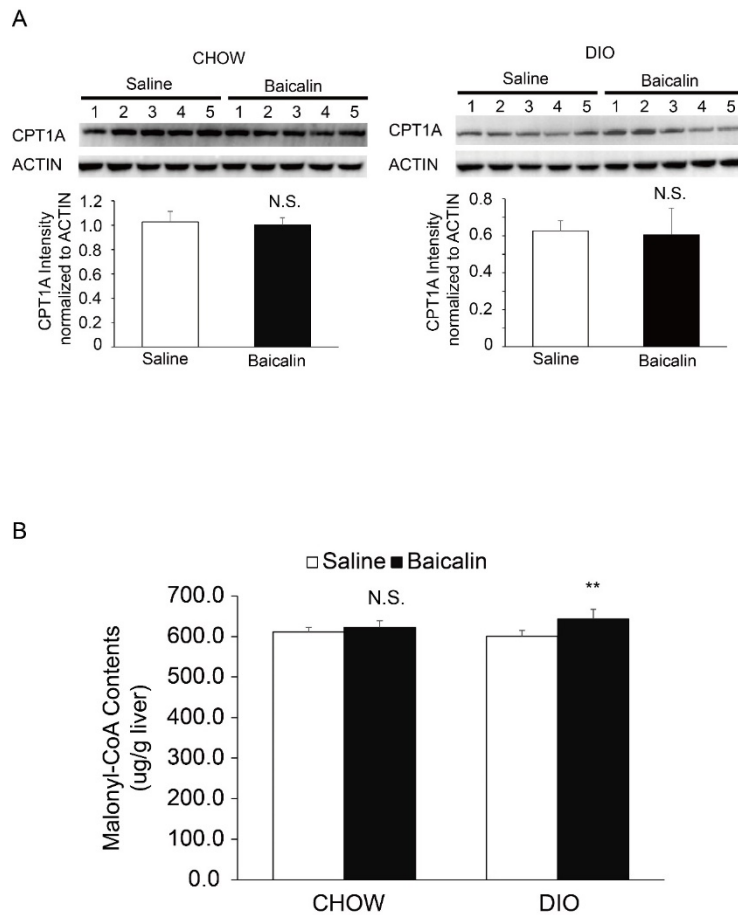 A
CHOW
Saline Baicalin
1 2 3 4 5 1 2 3 4 5
CPT1A
ACTIN
CPT1A Intensity
normalized to ACTIN
1.2
1.0
0.8
0.6
0.4
0.2
0
N.S.
Saline Baicalin
DIO
Saline Baicalin
1 2 3 4 5 1 2 3 4 5
CPT1A
ACTIN
CPT1A Intensity
normalized to ACTIN
0.8
0.6
0.4
0.2
0
N.S.
Saline Baicalin
B
Saline Baicalin
Malonyl-CoA Contents
(ug/g liver)
700.0
600.0
500.0
400.0
300.0
200.0
100.0
0.0
N.S.
**
CHOW DIO